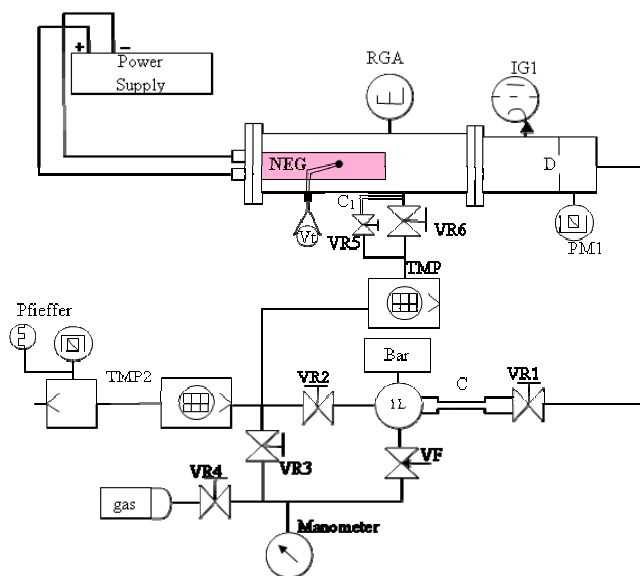 RGA
IG1
+ −
Power
Supply
NEG
D
C1
Vt
VR5
VR6
PM1
TMP
Pfieffer
Bar
TMP2
VR2
1L
C
VR1
VR3
VF
VR4
gas
Manometer